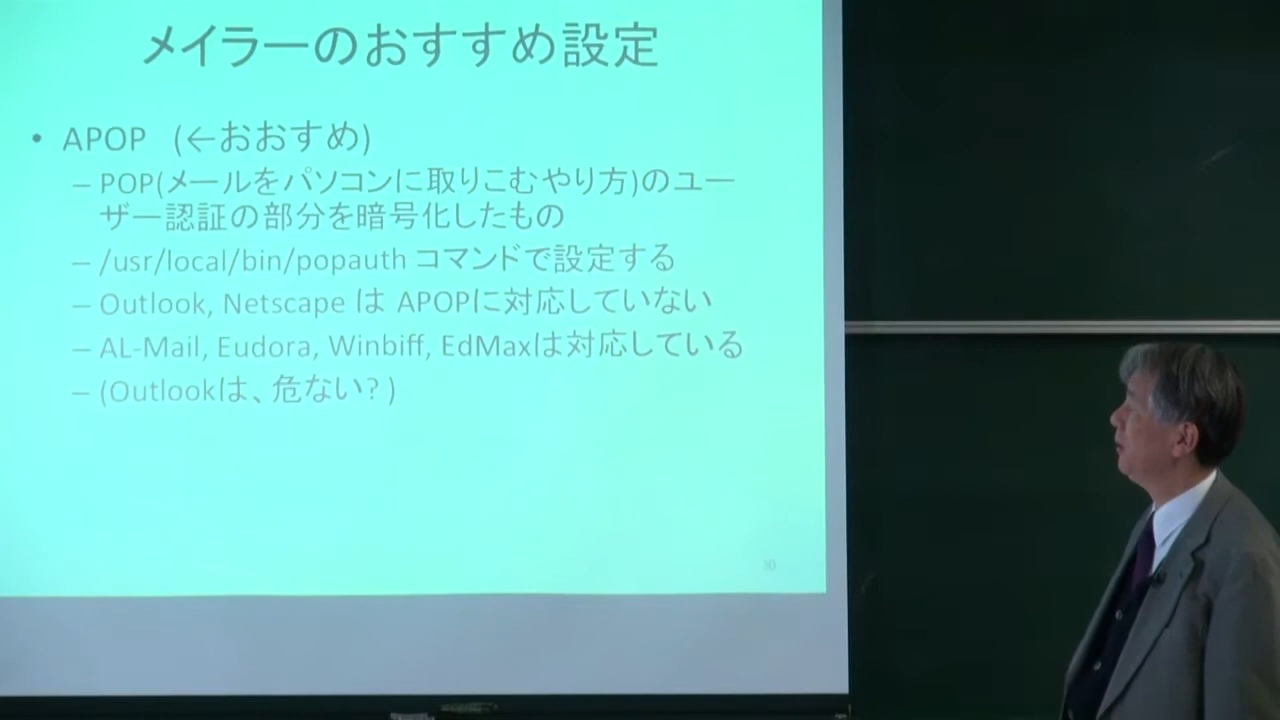 メイラーのおすすめ設定
• APOP (←おおすすめ)
– POP(メールをパソコンに取りこむやり方)のユー
ザー認証の部分を暗号化したもの
– /usr/local/bin/popauth コマンドで設定する
– Outlook, Netscape は APOPに対応していない
– AL-Mail, Eudora, Winbiff, EdMaxは対応している
– (Outlookは、危ない? )
30